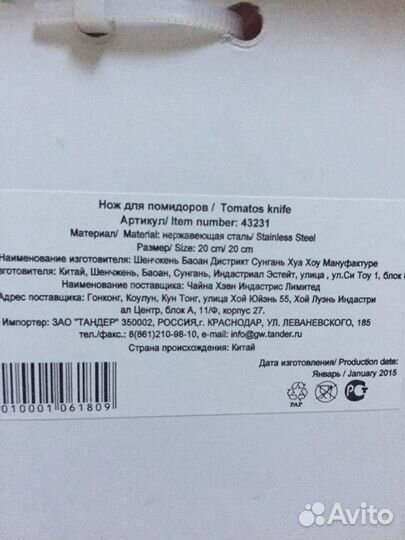 Нож для помидоров / Tomatos knife
Артикул/ Item number: 43231
Материал/ Material: нержавеющая сталь/ Stainless Steel
Размер/ Size: 20 cm/ 20 cm
Наименование изготовителя: Шенчжень Баоан Дистрикт Сунгань Хуа Хоу Мануфактуре
зготовителя: Китай, Шенчжень, Баоан, Сунгань, Индастриал Эстейт, улица , ул.Си Тоу 1, блок
Наименование поставщика: Чайна Хэвн Индастрис Лимитед
Адрес поставщика: Гонконг, Коулун, Кун Тонг, улица Хой Юйэнь 55, Хой Луэнь Индастри
ал Центр, блок А, 11/Ф, корпус 27.
Импортер: ЗАО "ТАНДЕР" 350002, РОССИЯ,г. КРАСНОДАР, УЛ. ЛЕВАНЕВСКОГО, 185
тел./факс: 8(861)210-98-10, e-mail: info@gw.tander.ru
Страна происхождения: Китай
Дата изготовления/ Production date:
Январь / January 2015
010001 061809
PAP
Avito